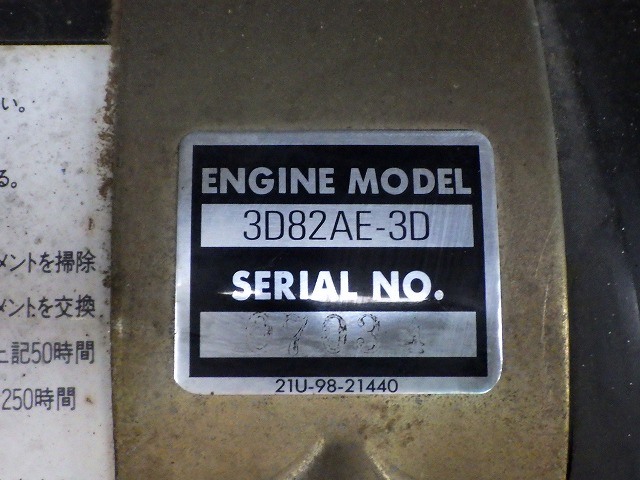 い。
る。
メントを掃除
メントを交換
上記50時間
250時間
ENGINE MODEL
3D82AE-3D
SERIAL NO.
0703
21U-98-21440